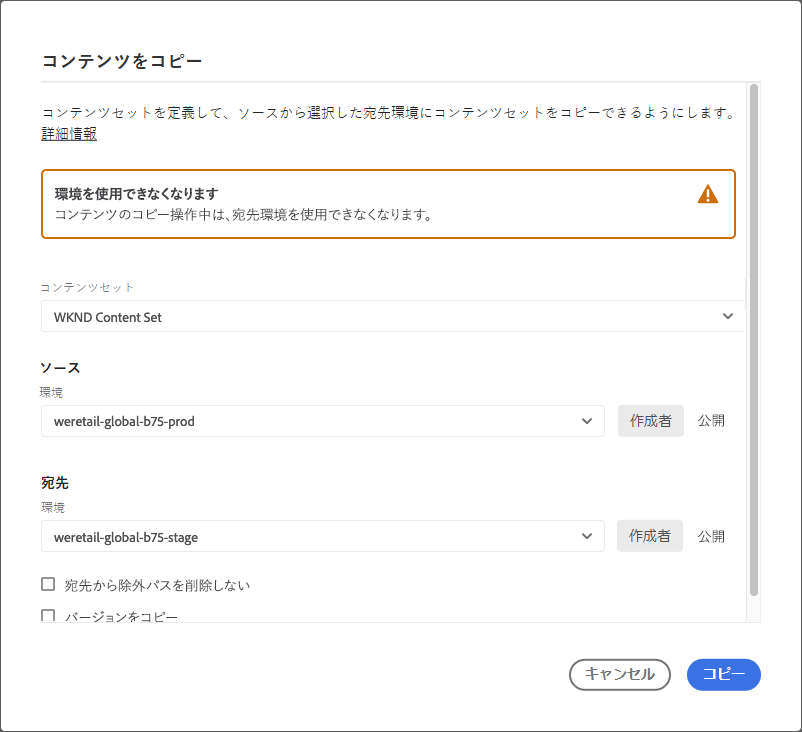 コンテンツをコピー
コンテンツセットを定義して、ソースから選択した宛先環境にコンテンツセットをコピーできるようにします。
詳細情報
環境を使用できなくなります
コンテンツのコピー操作中は、宛先環境を使用できなくなります。
コンテンツセット
WKND Content Set
ソース
環境
weretail-global-b75-prod 作成者 公開
宛先
環境
weretail-global-b75-stage 作成者 公開
宛先から除外パスを削除しない
バージョンをコピー
キャンセル コピー